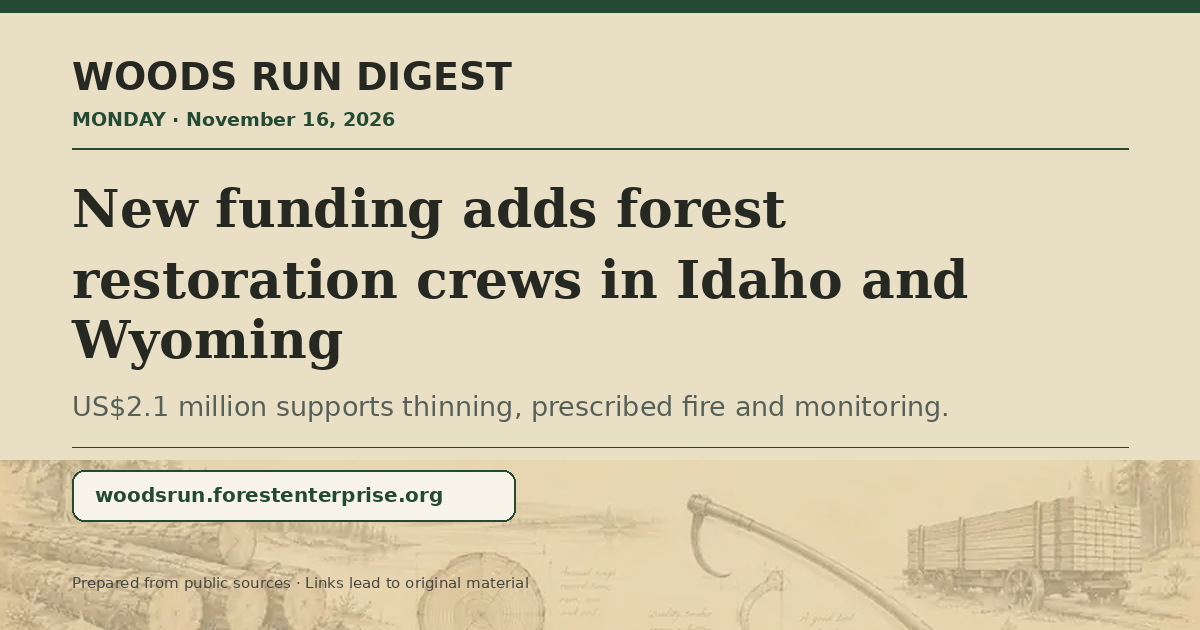 WOODS RUN DIGEST
MONDAY · November 16, 2026
New funding adds forest
restoration crews in Idaho and
Wyoming
US$2.1 million supports thinning, prescribed fire and monitoring.
woodsrun.forestenterprise.org
Prepared from public sources · Links lead to original material